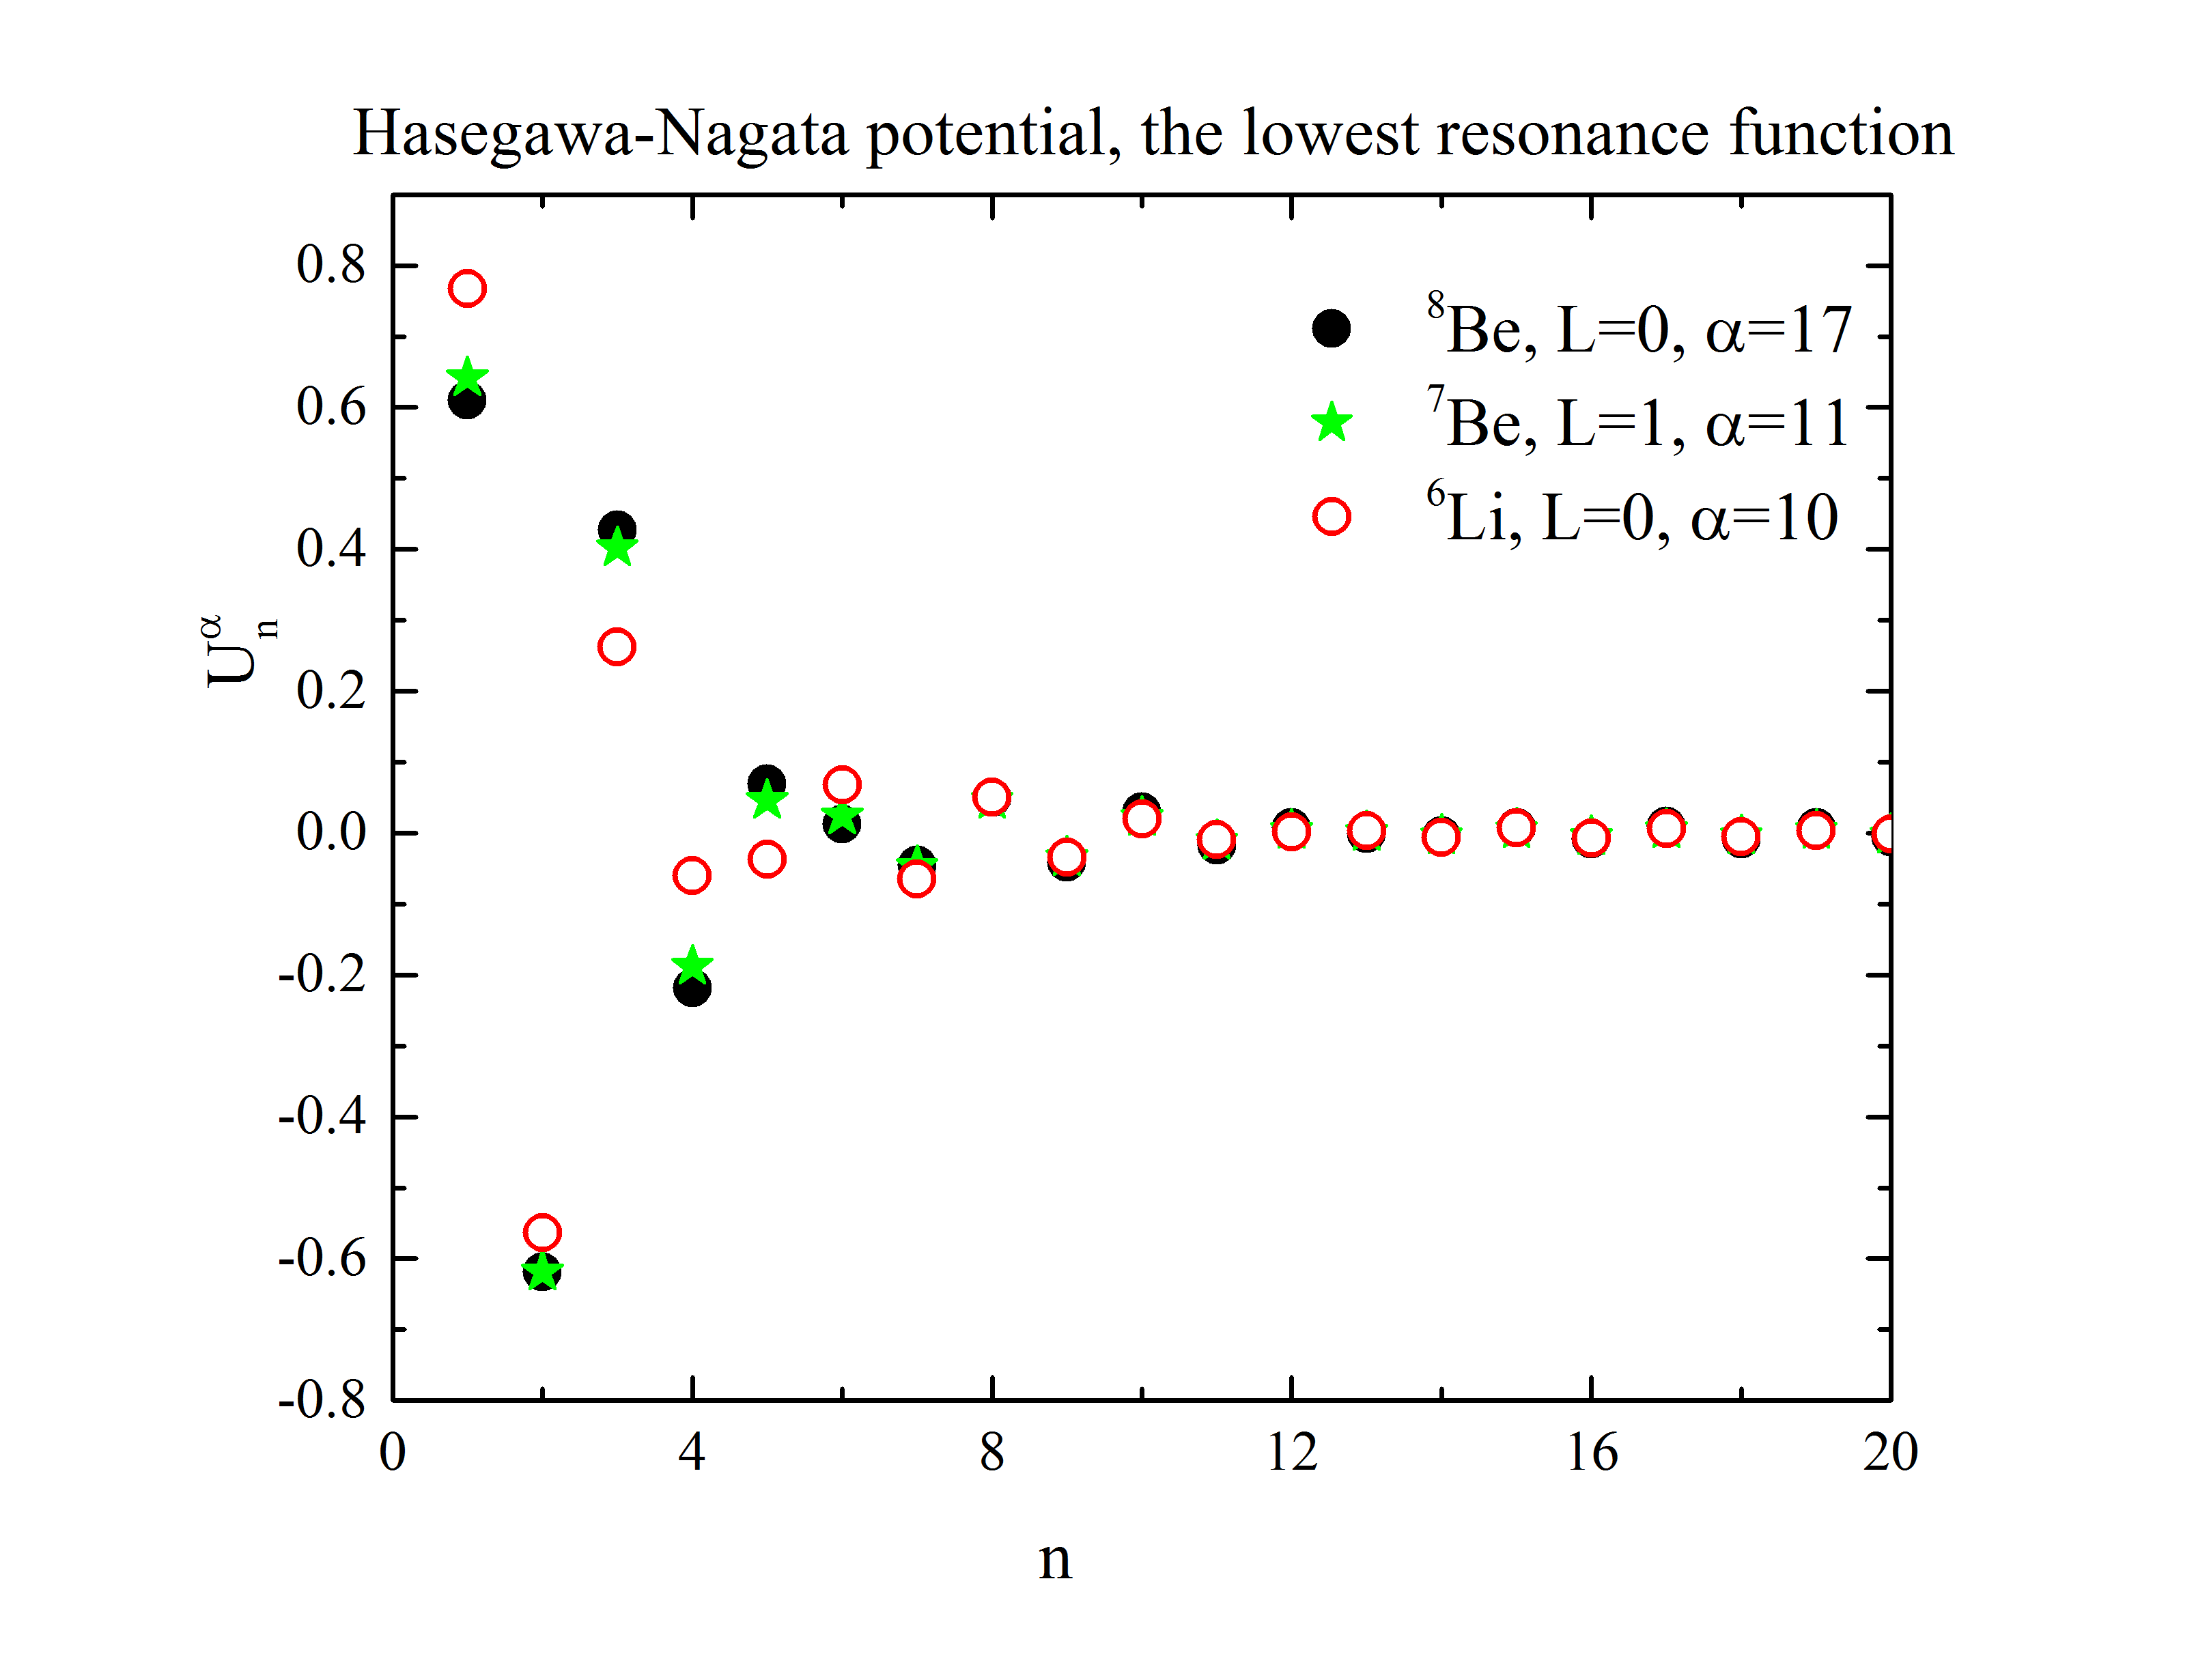 Hasegawa-Nagata potential, the lowest resonance function
⁸Be, L=0, α=17
⁷Be, L=1, α=11
⁶Li, L=0, α=10
0.8
0.6
0.4
0.2
0.0
-0.2
-0.4
-0.6
-0.8
Uₙᵅ
0 4 8 12 16 20
n